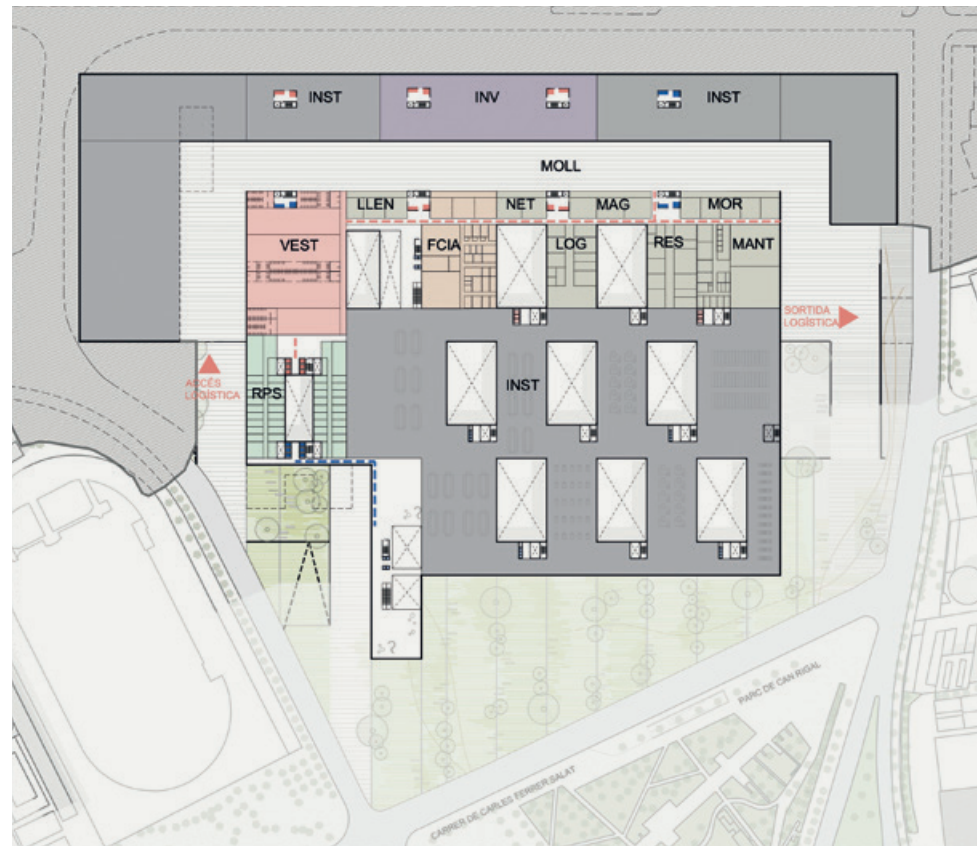 INST
INV
INST
MOLL
LLEN
NET
MAG
MOR
VEST
FCIA
LOG
RES
MANT
SORTIDA
LOGÍSTICA
ACCÉS
LOGÍSTICA
RPS
INST
PARC DE CAN RIGAL
CARRER DE CARLES FERRER SALAT